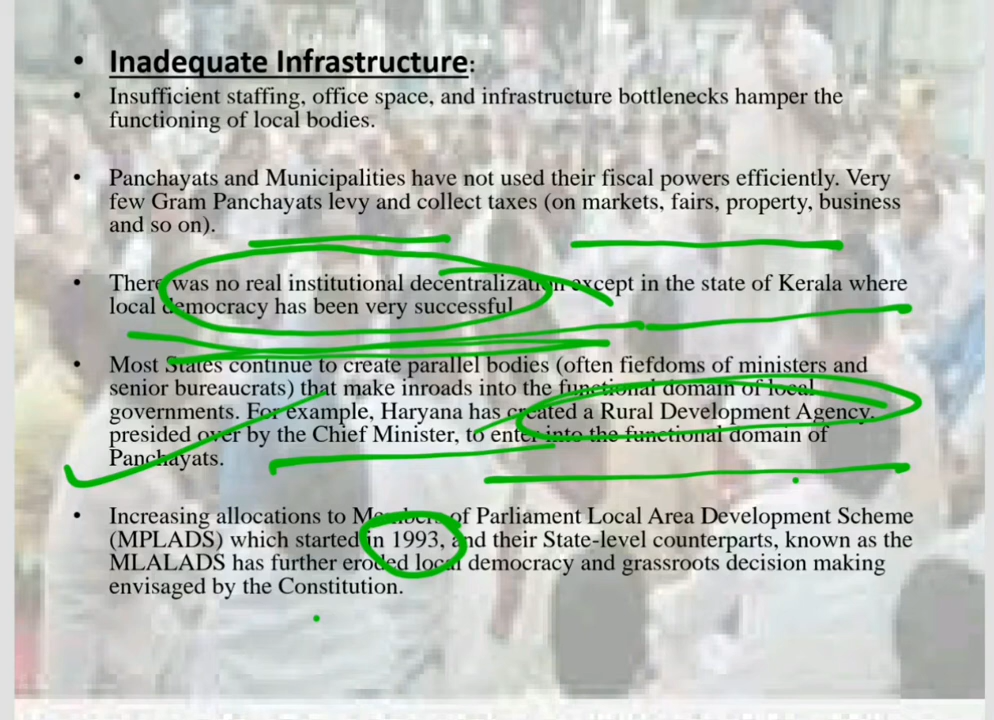 • Inadequate Infrastructure:
• Insufficient staffing, office space, and infrastructure bottlenecks hamper the
functioning of local bodies.
• Panchayats and Municipalities have not used their fiscal powers efficiently. Very
few Gram Panchayats levy and collect taxes (on markets, fairs, property, business
and so on).
• There was no real institutional decentralization except in the state of Kerala where
local democracy has been very successful
• Most States continue to create parallel bodies (often fiefdoms of ministers and
senior bureaucrats) that make inroads into the functional domain of local
governments. For example, Haryana has created a Rural Development Agency,
presided over by the Chief Minister, to enter into the functional domain of
Panchayats.
• Increasing allocations to Members of Parliament Local Area Development Scheme
(MPLADS) which started in 1993, and their State-level counterparts, known as the
MLALADS has further eroded local democracy and grassroots decision making
envisaged by the Constitution.